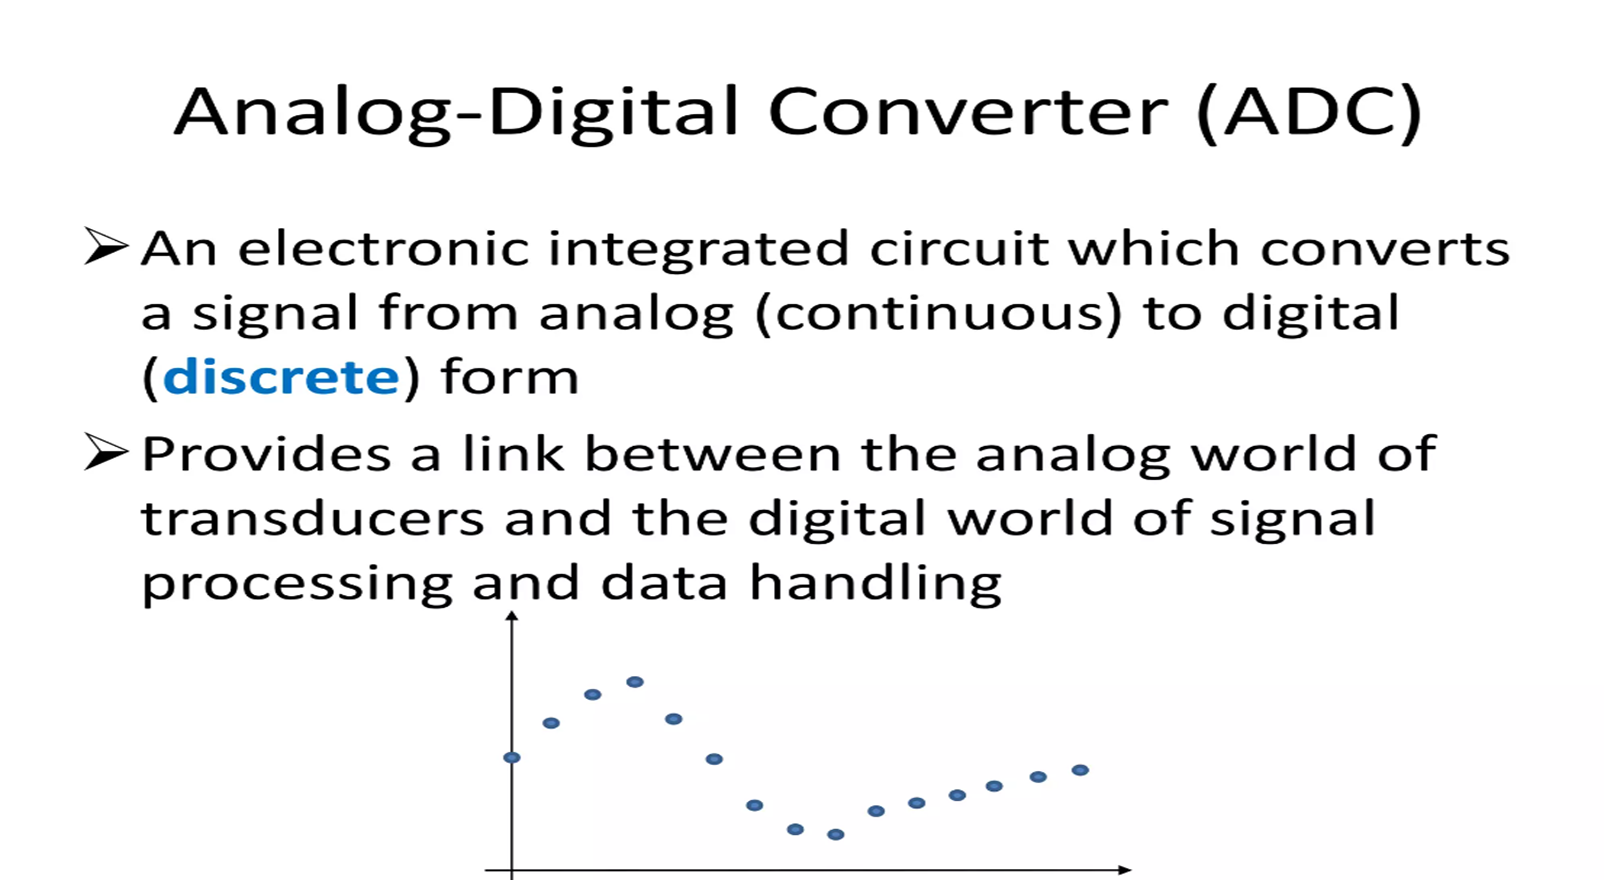 Analog-Digital Converter (ADC)
An electronic integrated circuit which converts
a signal from analog (continuous) to digital
(discrete) form
Provides a link between the analog world of
transducers and the digital world of signal
processing and data handling